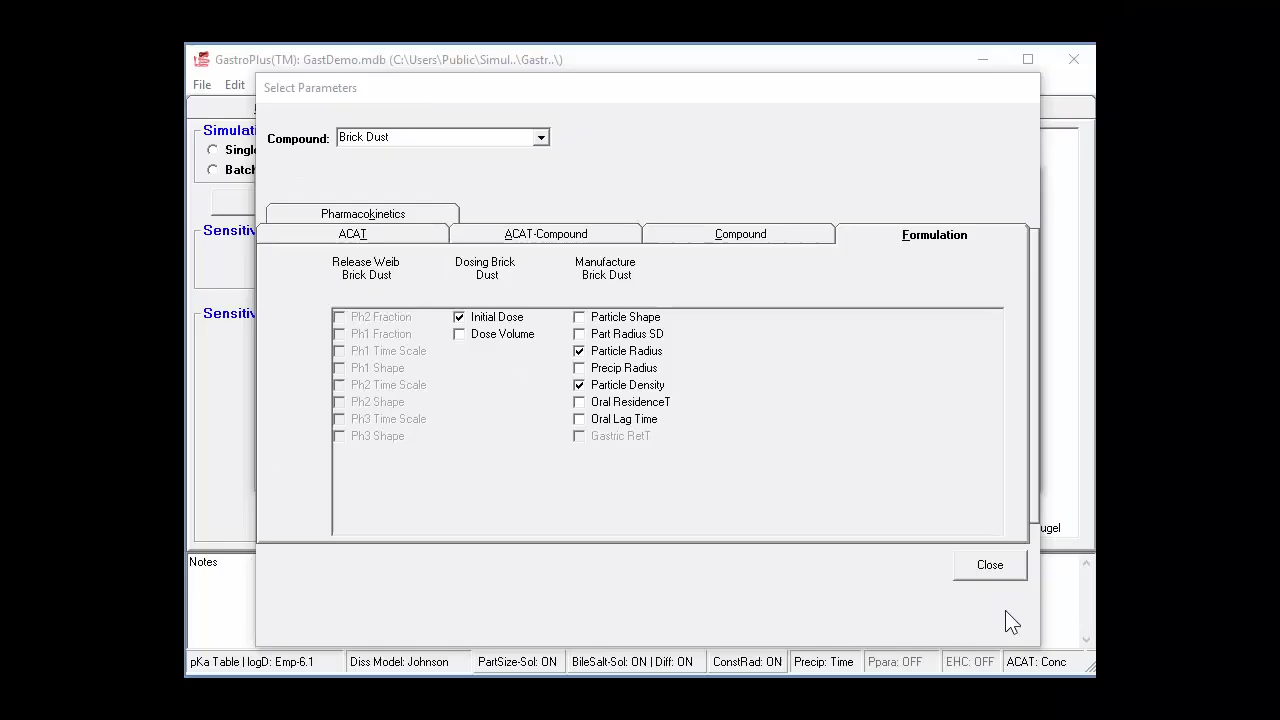 GastroPlus(TM): GastDemo.mdb (C:\Users\Public\Simul..\Gastr..\)
File Edit
Select Parameters
Simulati
Compound: Brick Dust
Singl
Batch
Pharmacokinetics
Sensitiv
ACAT ACAT-Compound Compound Formulation
Release Weib Brick Dust
Dosing Brick Dust
Manufacture Brick Dust
Sensitiv
Ph2 Fraction Initial Dose Particle Shape
Ph1 Fraction Dose Volume Part Radius SD
Ph1 Time Scale Particle Radius
Ph1 Shape Precip Radius
Ph2 Time Scale Particle Density
Ph2 Shape Oral ResidenceT
Ph3 Time Scale Oral Lag Time
Ph3 Shape Gastric RetT
ugel
Notes
Close
pKa Table | logD: Emp-6.1 Diss Model: Johnson PartSize-Sol: ON BileSalt-Sol: ON | Diff: ON ConstRad: ON Precip: Time Ppara: OFF EHC: OFF ACAT: Conc